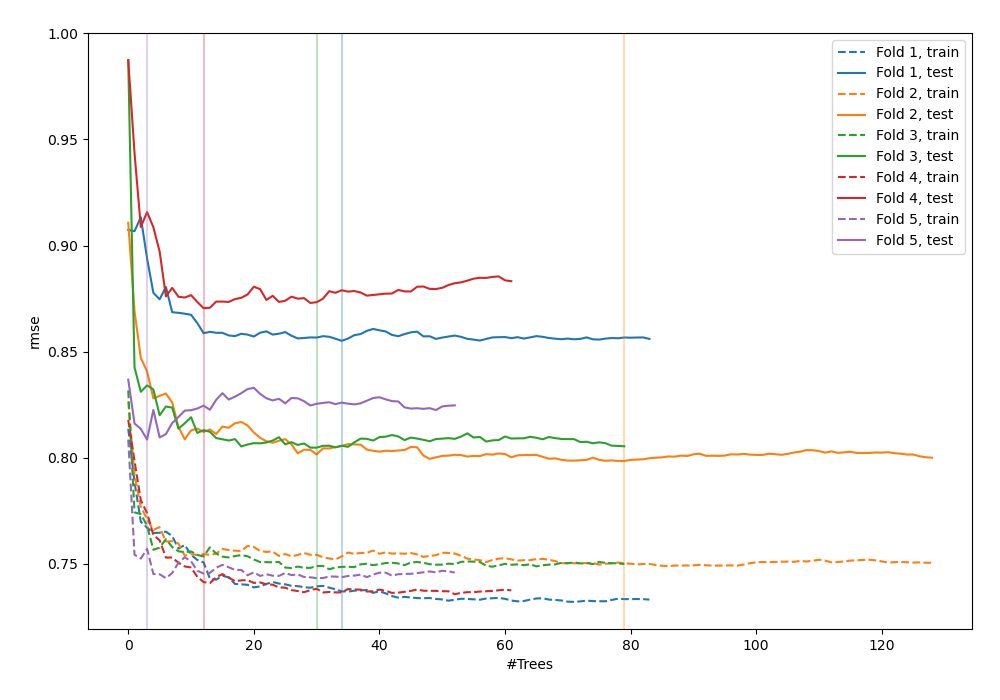 1.00
0.95
0.90
0.85
0.80
0.75
rmse
0
20
40
60
80
100
120
#Trees
Fold 1, train
Fold 1, test
Fold 2, train
Fold 2, test
Fold 3, train
Fold 3, test
Fold 4, train
Fold 4, test
Fold 5, train
Fold 5, test